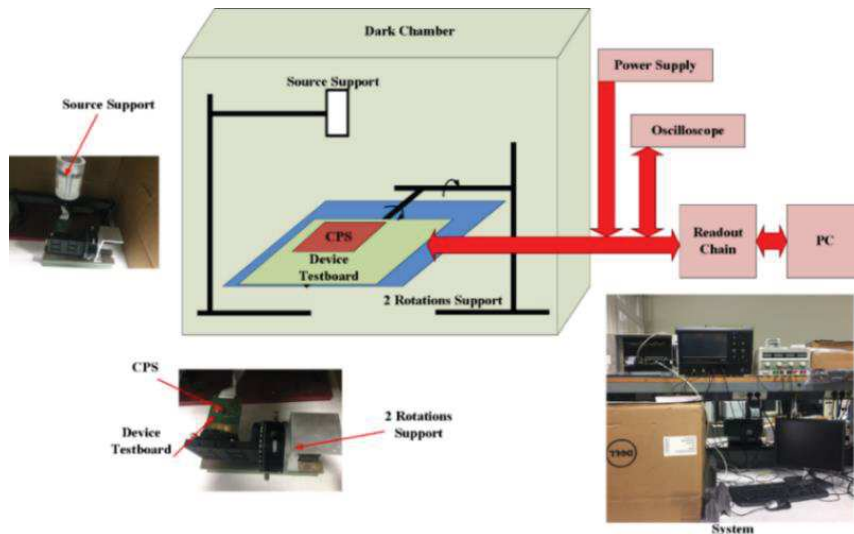 Dark Chamber
Source Support
Power Supply
Source Support
Oscilloscope
CPS
Device
Testboard
Readout
Chain
PC
2 Rotations Support
CPS
Device
Testboard
2 Rotations
Support
DELL
System